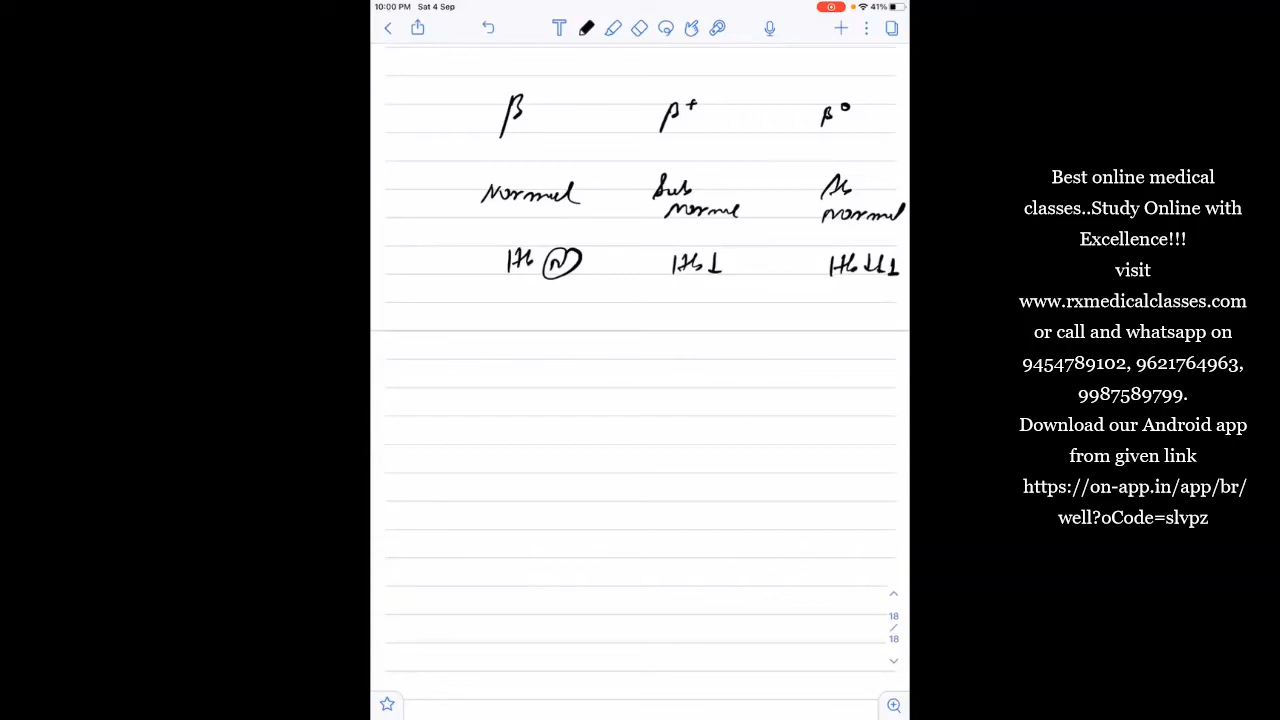 10:00 PM Sat 4 Sep 41%
T
β β+ β°
Normal Sub Ab
normal normal
Hb N Hb↓ Hb↓↓↓
18
18
Best online medical
classes..Study Online with
Excellence!!!
visit
www.rxmedicalclasses.com
or call and whatsapp on
9454789102, 9621764963,
9987589799.
Download our Android app
from given link
https://on-app.in/app/br/
well?oCode=slvpz